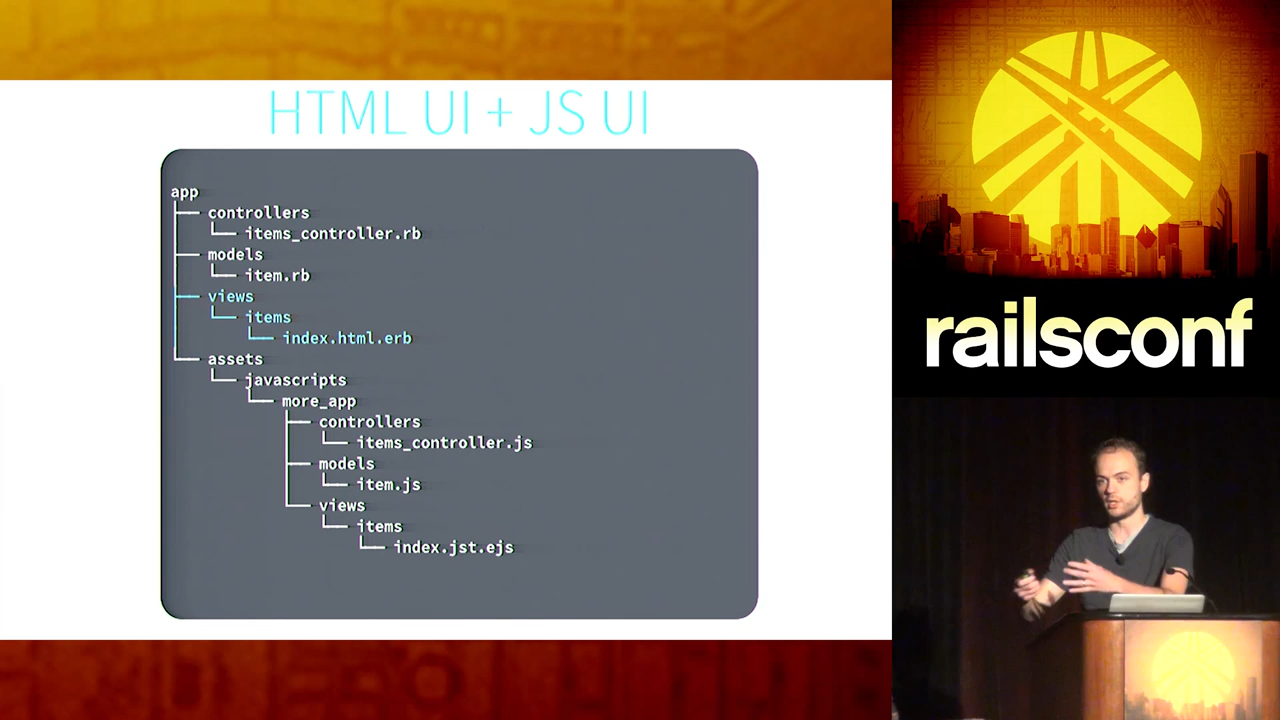 HTML UI + JS UI
app
controllers
items_controller.rb
models
item.rb
views
items
index.html.erb
assets
javascripts
more_app
controllers
items_controller.js
models
item.js
views
items
index.jst.ejs
railsconf